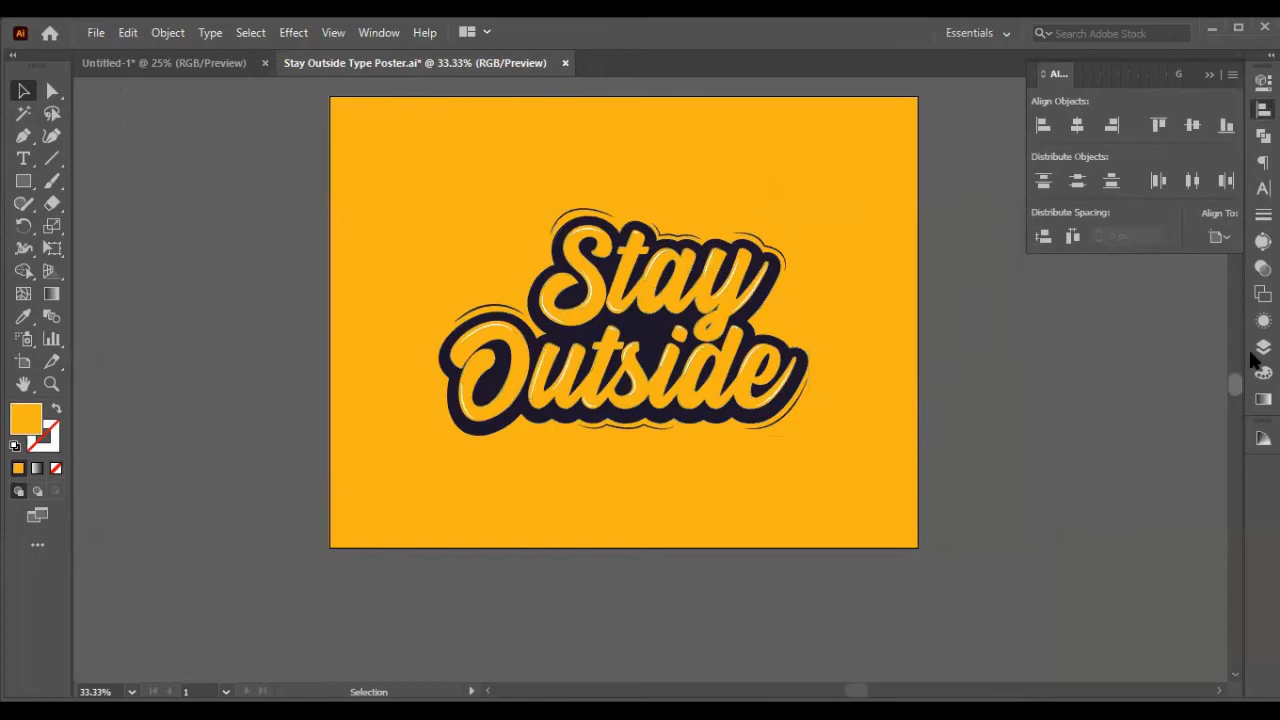 Ai File Edit Object Type Select Effect View Window Help Essentials Search Adobe Stock
Untitled-1* @ 25% (RGB/Preview) × Stay Outside Type Poster.ai* @ 33.33% (RGB/Preview) ×
Al... G
Align Objects:
Distribute Objects:
Distribute Spacing: Align To:
0 px
Stay
Outside
33.33% 1 Selection